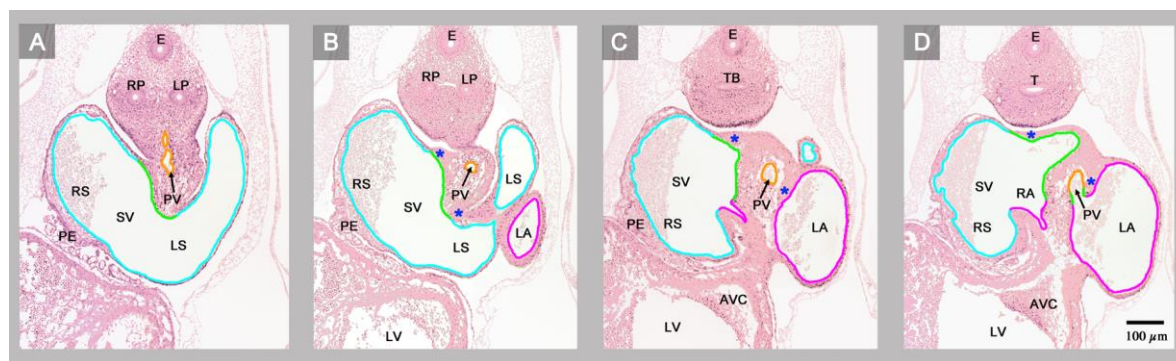 A
E
RP LP
RS
PV
SV
LS
PE
B
E
RP LP
*
LS
RS
PV
SV
*
LA
PE
LS
LV
C
E
TB
*
SV
PV
*
RS
LA
PE
AVC
LV
D
E
T
*
SV
RA
*
PV
RS
LA
AVC
LV
100 µm